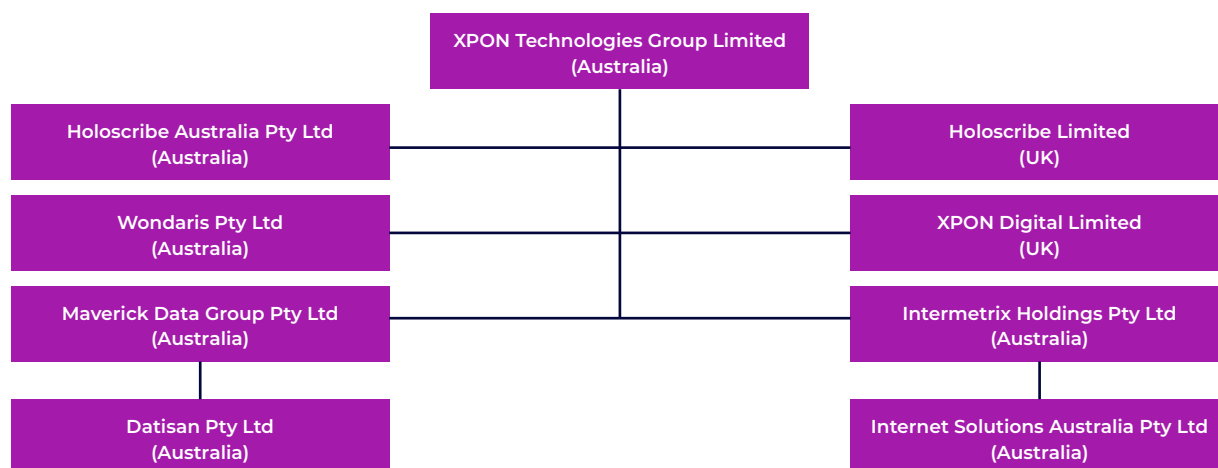 XPON Technologies Group Limited
(Australia)
Holoscribe Australia Pty Ltd
(Australia)
Holoscribe Limited
(UK)
Wondaris Pty Ltd
(Australia)
XPON Digital Limited
(UK)
Maverick Data Group Pty Ltd
(Australia)
Intermetrix Holdings Pty Ltd
(Australia)
Datisan Pty Ltd
(Australia)
Internet Solutions Australia Pty Ltd
(Australia)